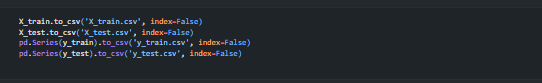 X_train.to_csv('X_train.csv', index=False)
X_test.to_csv('X_test.csv', index=False)
pd.Series(y_train).to_csv('y_train.csv', index=False)
pd.Series(y_test).to_csv('y_test.csv', index=False)